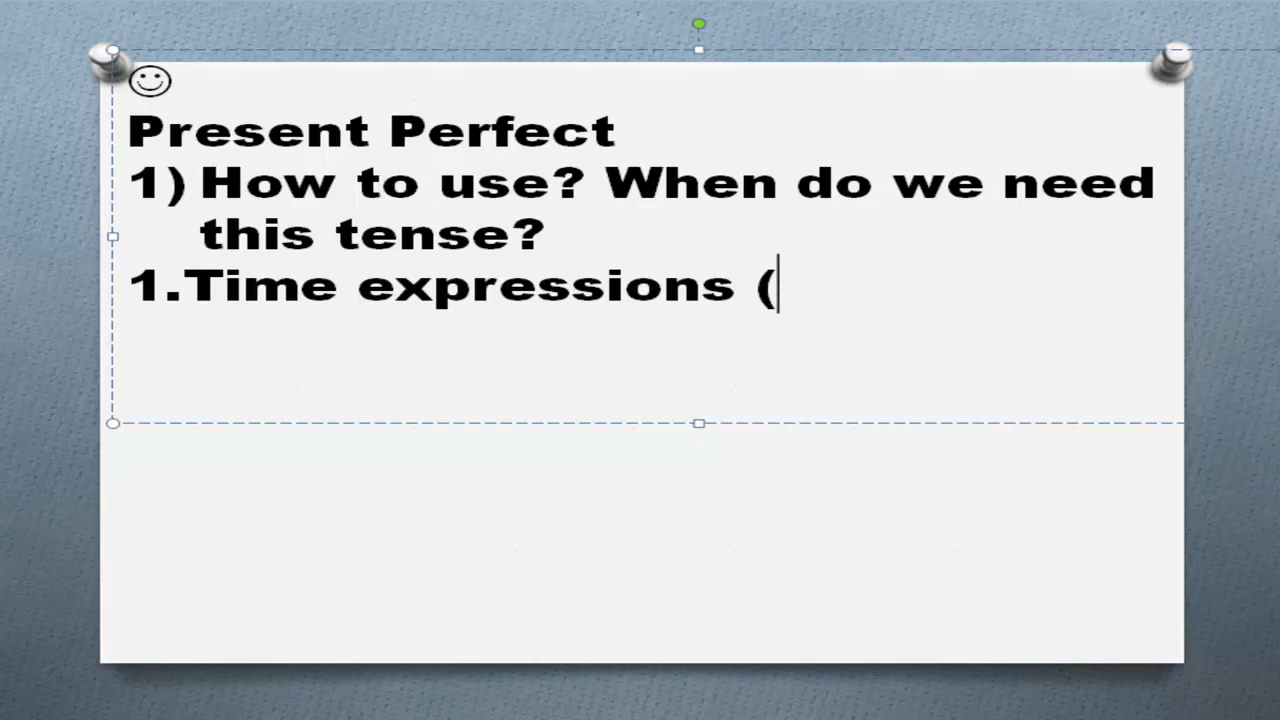 Present Perfect
1) How to use? When do we need
this tense?
1.Time expressions (